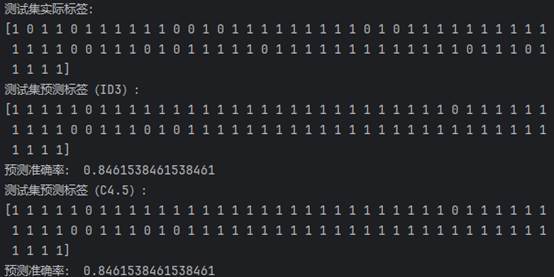 测试集实际标签:
[1 0 1 1 0 1 1 1 1 1 1 0 0 1 0 1 1 1 1 1 1 1 1 1 0 1 0 1 1 1 1 1 1 1 1 1 1
1 1 1 1 0 0 1 1 1 0 1 0 1 1 1 1 1 0 1 1 1 1 1 1 1 1 1 1 1 1 1 0 1 1 1 0 1
1 1 1 1]
测试集预测标签（ID3）:
[1 1 1 1 1 0 1 1 1 1 1 1 1 1 1 1 1 1 1 1 1 1 1 1 1 1 1 1 1 1 0 1 1 1 1 1 1
1 1 1 1 0 0 1 1 1 0 1 0 1 1 1 1 1 1 1 1 1 1 1 1 1 1 1 1 1 1 1 1 1 1 1 1 1
1 1 1 1]
预测准确率: 0.8461538461538461
测试集预测标签（C4.5）:
[1 1 1 1 1 0 1 1 1 1 1 1 1 1 1 1 1 1 1 1 1 1 1 1 1 1 1 1 1 1 0 1 1 1 1 1 1
1 1 1 1 0 0 1 1 1 0 1 0 1 1 1 1 1 1 1 1 1 1 1 1 1 1 1 1 1 1 1 1 1 1 1 1 1
1 1 1 1]
预测准确率: 0.8461538461538461